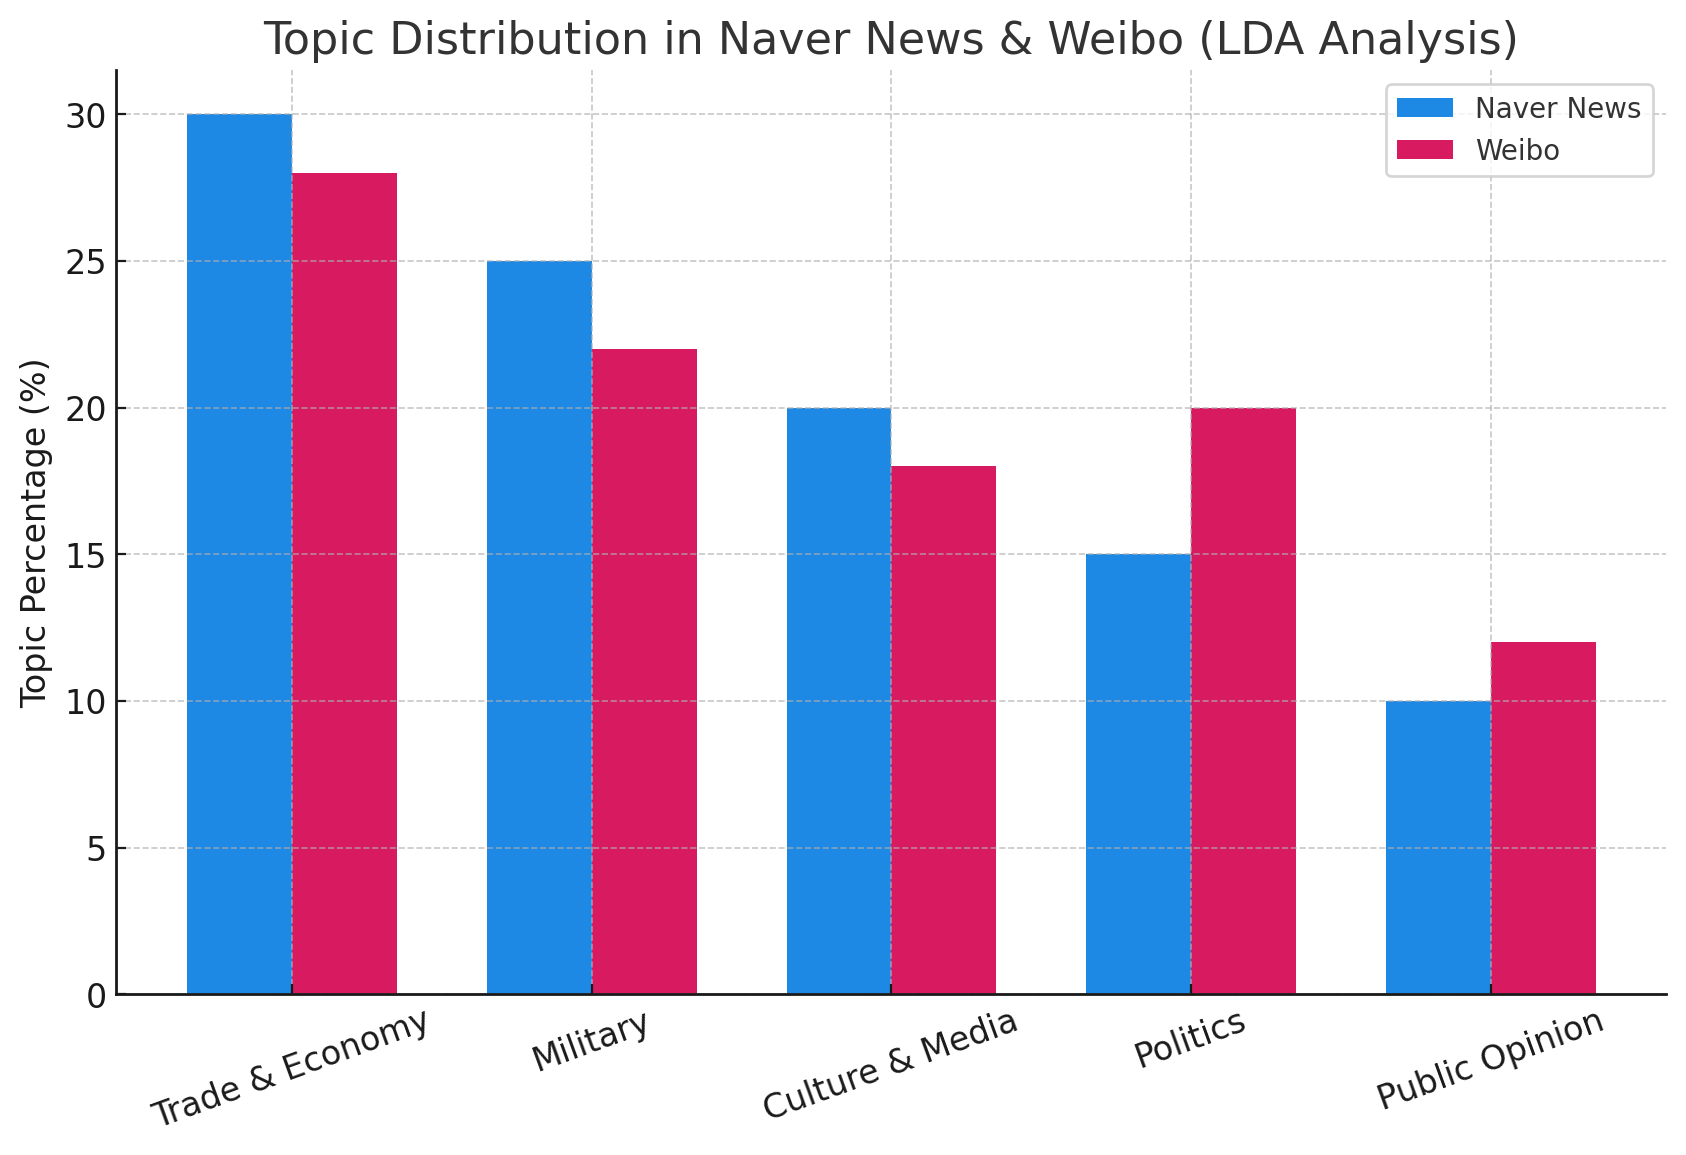 Topic Distribution in Naver News & Weibo (LDA Analysis)
Naver News
Weibo
Topic Percentage (%)
30
25
20
15
10
5
0
Trade & Economy
Military
Culture & Media
Politics
Public Opinion